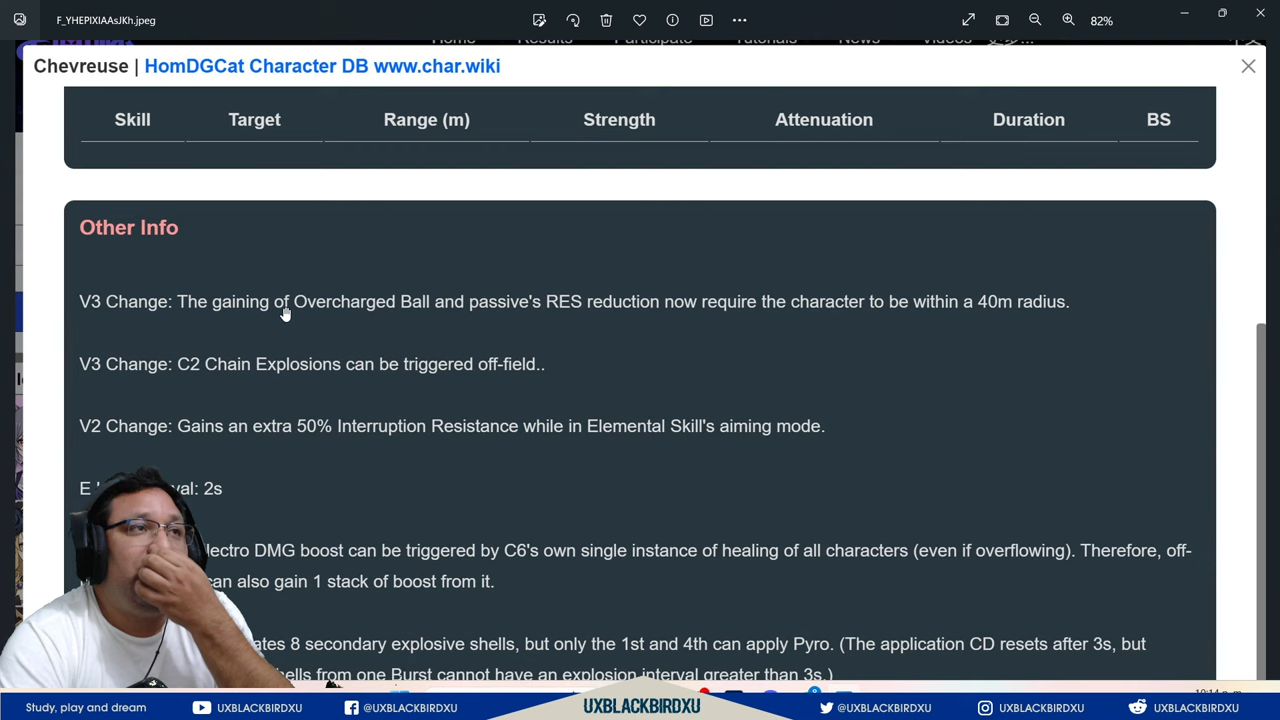 F_YHEPIXIAAsJKh.jpeg
82%
Home Results Participate Tutorials News Videos
Chevreuse | HomDGCat Character DB www.char.wiki
Skill Target Range (m) Strength Attenuation Duration BS
Other Info
V3 Change: The gaining of Overcharged Ball and passive's RES reduction now require the character to be within a 40m radius.
V3 Change: C2 Chain Explosions can be triggered off-field..
V2 Change: Gains an extra 50% Interruption Resistance while in Elemental Skill's aiming mode.
E val: 2s
lectro DMG boost can be triggered by C6's own single instance of healing of all characters (even if overflowing). Therefore, off-
can also gain 1 stack of boost from it.
ates 8 secondary explosive shells, but only the 1st and 4th can apply Pyro. (The application CD resets after 3s, but
hells from one Burst cannot have an explosion interval greater than 3s.)
Study, play and dream UXBLACKBIRDXU @UXBLACKBIRDXU UXBLACKBIRDXU @UXBLACKBIRDXU UXBLACKBIRDXU @UXBLACKBIRDXU